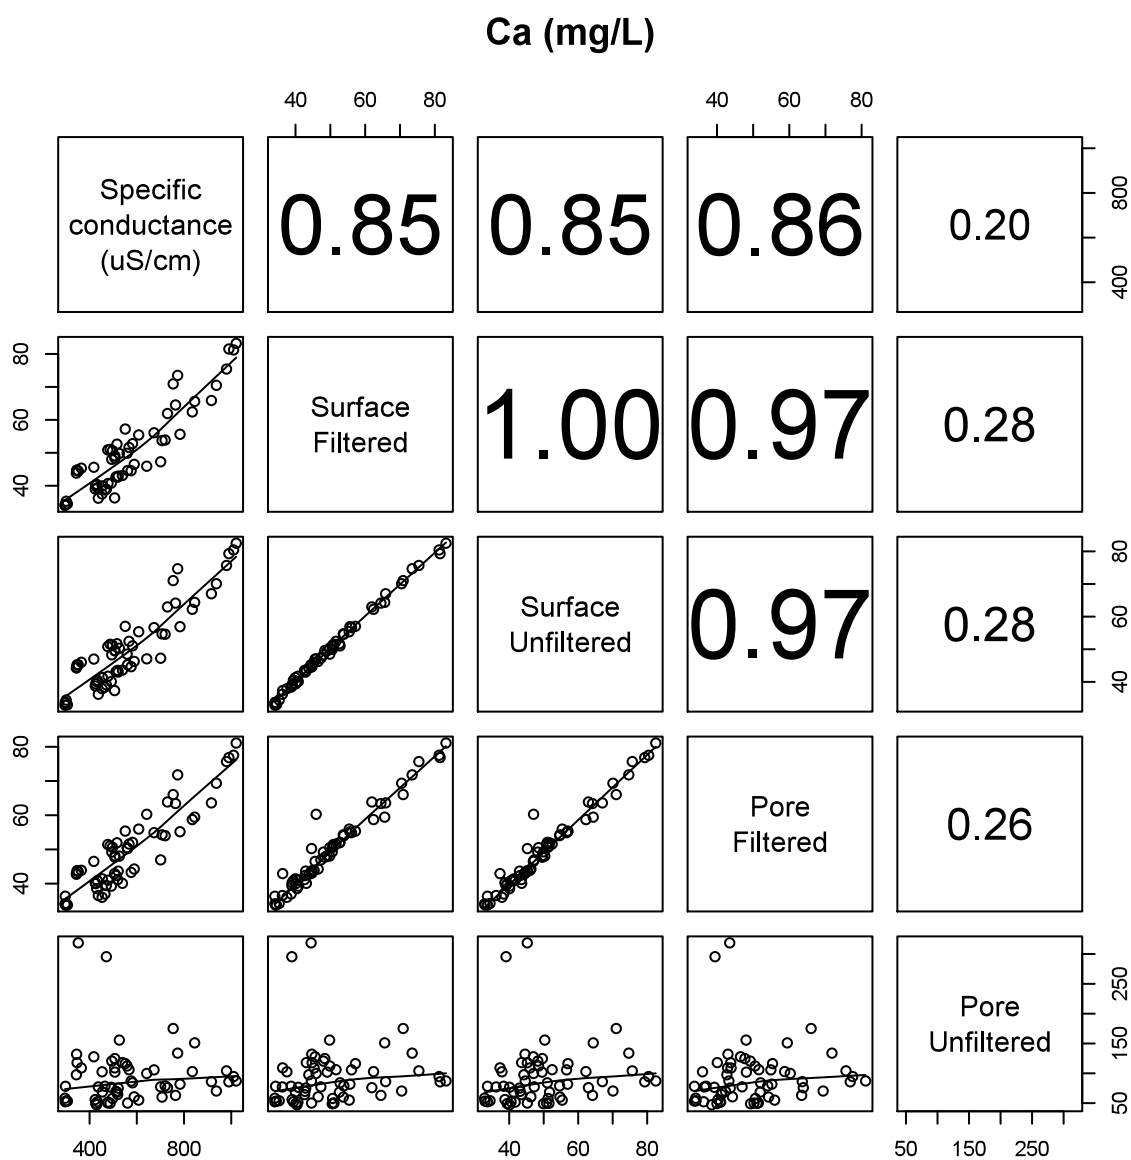 Ca (mg/L)
40 60 80 40 60 80
Specific
conductance
(uS/cm)
0.85 0.85 0.86 0.20
400 800
40 60 80
Surface
Filtered
1.00 0.97 0.28
Surface
Unfiltered
0.97 0.28
40 60 80
40 60 80
Pore
Filtered
0.26
Pore
Unfiltered
50 150 250
400 800 40 60 80 50 150 250